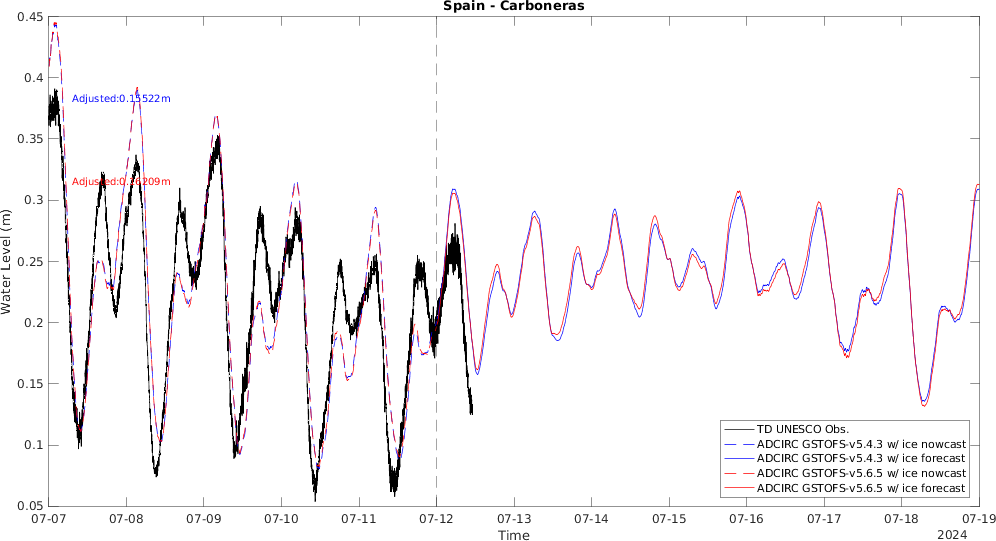 Spain - Carboneras
Water Level (m)
0.45
0.4
0.35
0.3
0.25
0.2
0.15
0.1
0.05
Adjusted:0.15522m
Adjusted:0.16209m
TD UNESCO Obs.
ADCIRC GSTOFS-v5.4.3 w/ ice nowcast
ADCIRC GSTOFS-v5.4.3 w/ ice forecast
ADCIRC GSTOFS-v5.6.5 w/ ice nowcast
ADCIRC GSTOFS-v5.6.5 w/ ice forecast
07-07 07-08 07-09 07-10 07-11 07-12 07-13 07-14 07-15 07-16 07-17 07-18 07-19
Time
2024